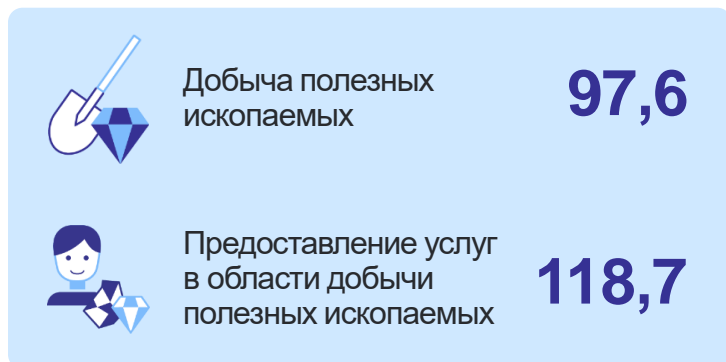 Добыча полезных
ископаемых
97,6
Предоставление услуг
в области добычи
полезных ископаемых
118,7